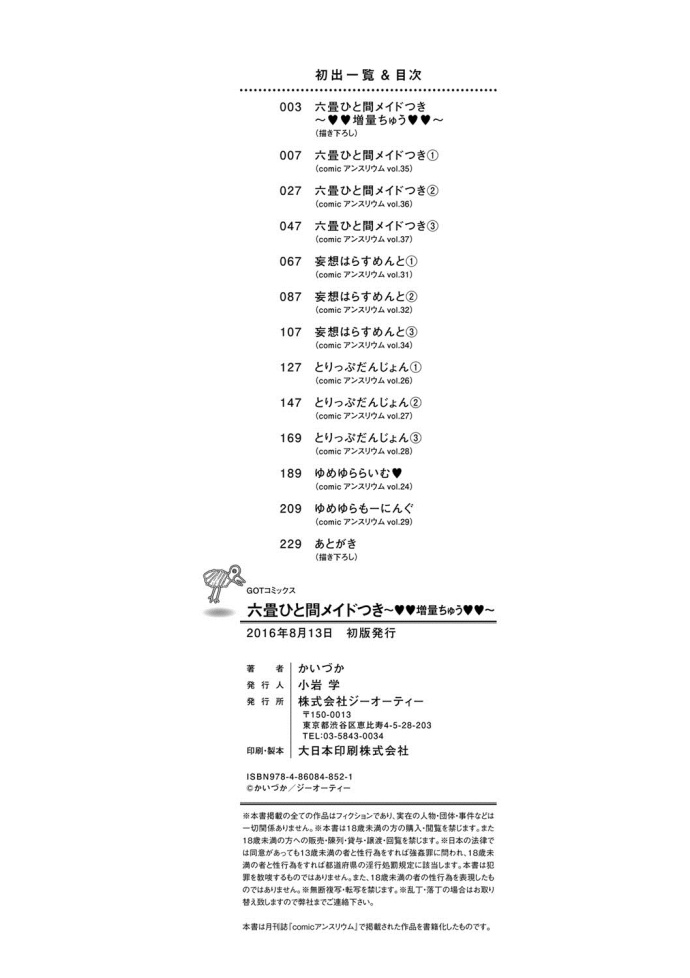 初出一覧 & 目次
003 六畳ひと間メイドつき
～♥♥増量ちゅう♥♥～
（描き下ろし）
007 六畳ひと間メイドつき①
（comic アンスリウム vol.35）
027 六畳ひと間メイドつき②
（comic アンスリウム vol.36）
047 六畳ひと間メイドつき③
（comic アンスリウム vol.37）
067 妄想はらすめんと①
（comic アンスリウム vol.31）
087 妄想はらすめんと②
（comic アンスリウム vol.32）
107 妄想はらすめんと③
（comic アンスリウム vol.34）
127 とりっぷだんじょん①
（comic アンスリウム vol.26）
147 とりっぷだんじょん②
（comic アンスリウム vol.27）
169 とりっぷだんじょん③
（comic アンスリウム vol.28）
189 ゆめゆららいむ♥
（comic アンスリウム vol.24）
209 ゆめゆらもーにんぐ
（comic アンスリウム vol.29）
229 あとがき
（描き下ろし）
GOTコミックス
六畳ひと間メイドつき～♥♥増量ちゅう♥♥～
2016年8月13日 初版発行
著者 かいづか
発行人 小岩 学
発行所 株式会社ジーオーティー
〒150-0013
東京都渋谷区恵比寿4-5-28-203
TEL:03-5843-0034
印刷・製本 大日本印刷株式会社
ISBN978-4-86084-852-1
©かいづか／ジーオーティー
※本書掲載の全ての作品はフィクションであり、実在の人物・団体・事件などは
一切関係ありません。※本書は18歳未満の方の購入・閲覧を禁じます。また
18歳未満の方への販売・陳列・貸与・譲渡・回覧を禁じます。※日本の法律で
は同意があっても13歳未満の者と性行為をすれば強姦罪に問われ、18歳未
満の者と性行為をすれば都道府県の淫行処罰規定に該当します。本書は犯
罪を教唆するものではありません。また、18歳未満の者の性行為を表現したも
のではありません。※無断複写・転写を禁じます。※乱丁・落丁の場合はお取り
替え致しますので弊社までご連絡下さい。
本書は月刊誌「comicアンスリウム」で掲載された作品を書籍化したものです。